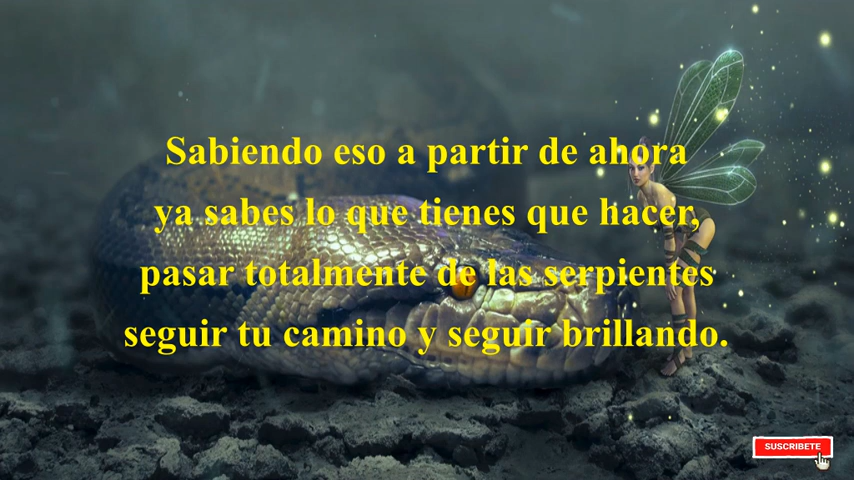 Sabiendo eso a partir de ahora
ya sabes lo que tienes que hacer,
pasar totalmente de las serpientes
seguir tu camino y seguir brillando.
SUSCRIBETE